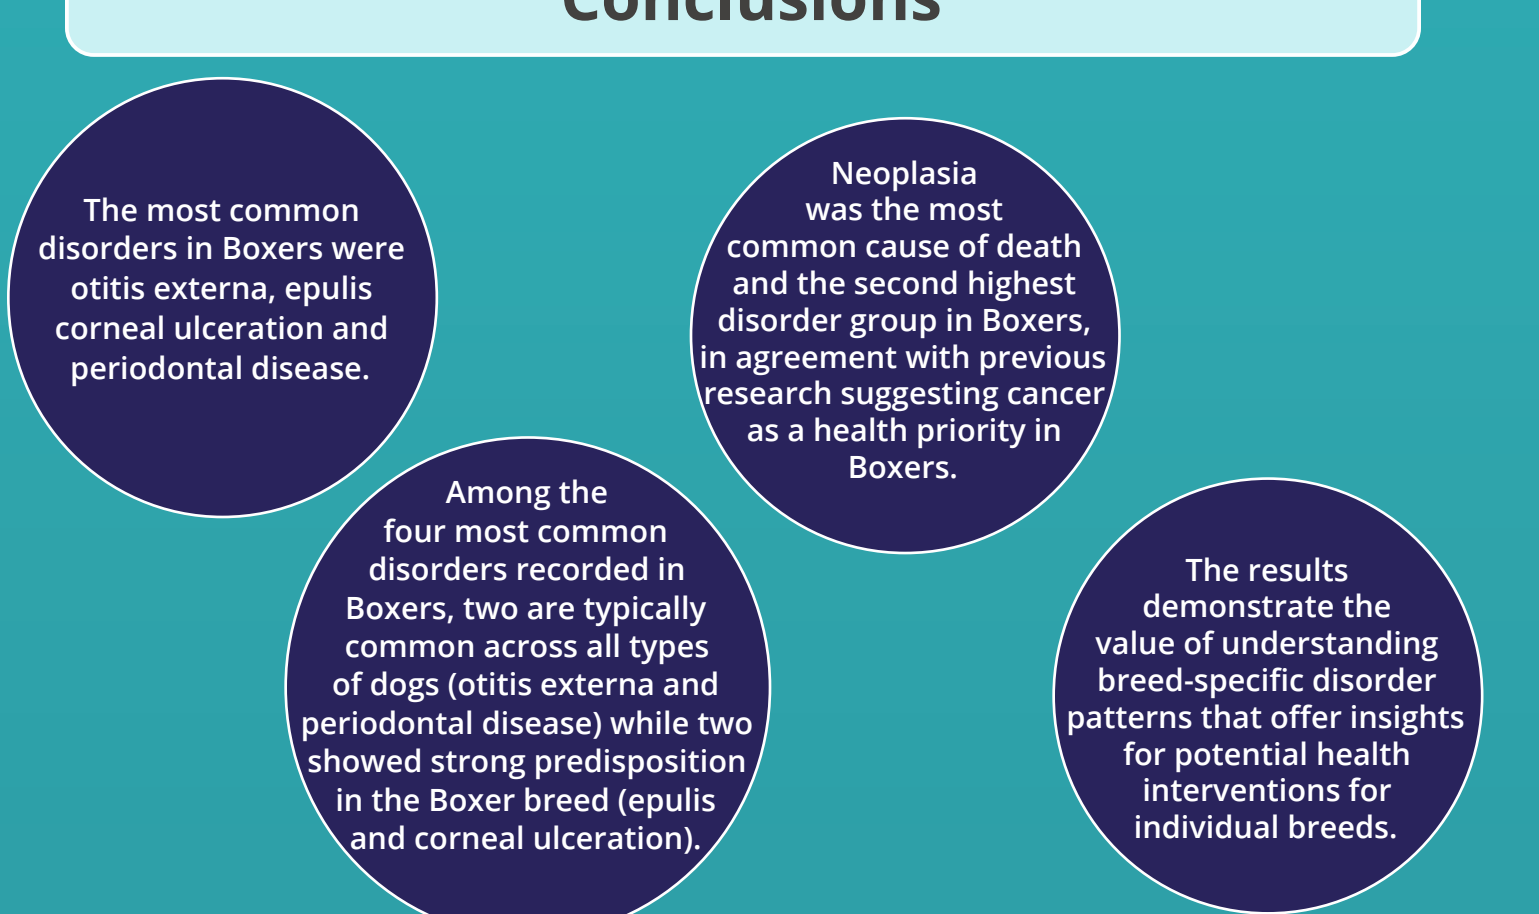 Conclusions
The most common
disorders in Boxers were
otitis externa, epulis
corneal ulceration and
periodontal disease.
Neoplasia
was the most
common cause of death
and the second highest
disorder group in Boxers,
in agreement with previous
research suggesting cancer
as a health priority in
Boxers.
Among the
four most common
disorders recorded in
Boxers, two are typically
common across all types
of dogs (otitis externa and
periodontal disease) while two
showed strong predisposition
in the Boxer breed (epulis
and corneal ulceration).
The results
demonstrate the
value of understanding
breed-specific disorder
patterns that offer insights
for potential health
interventions for
individual breeds.